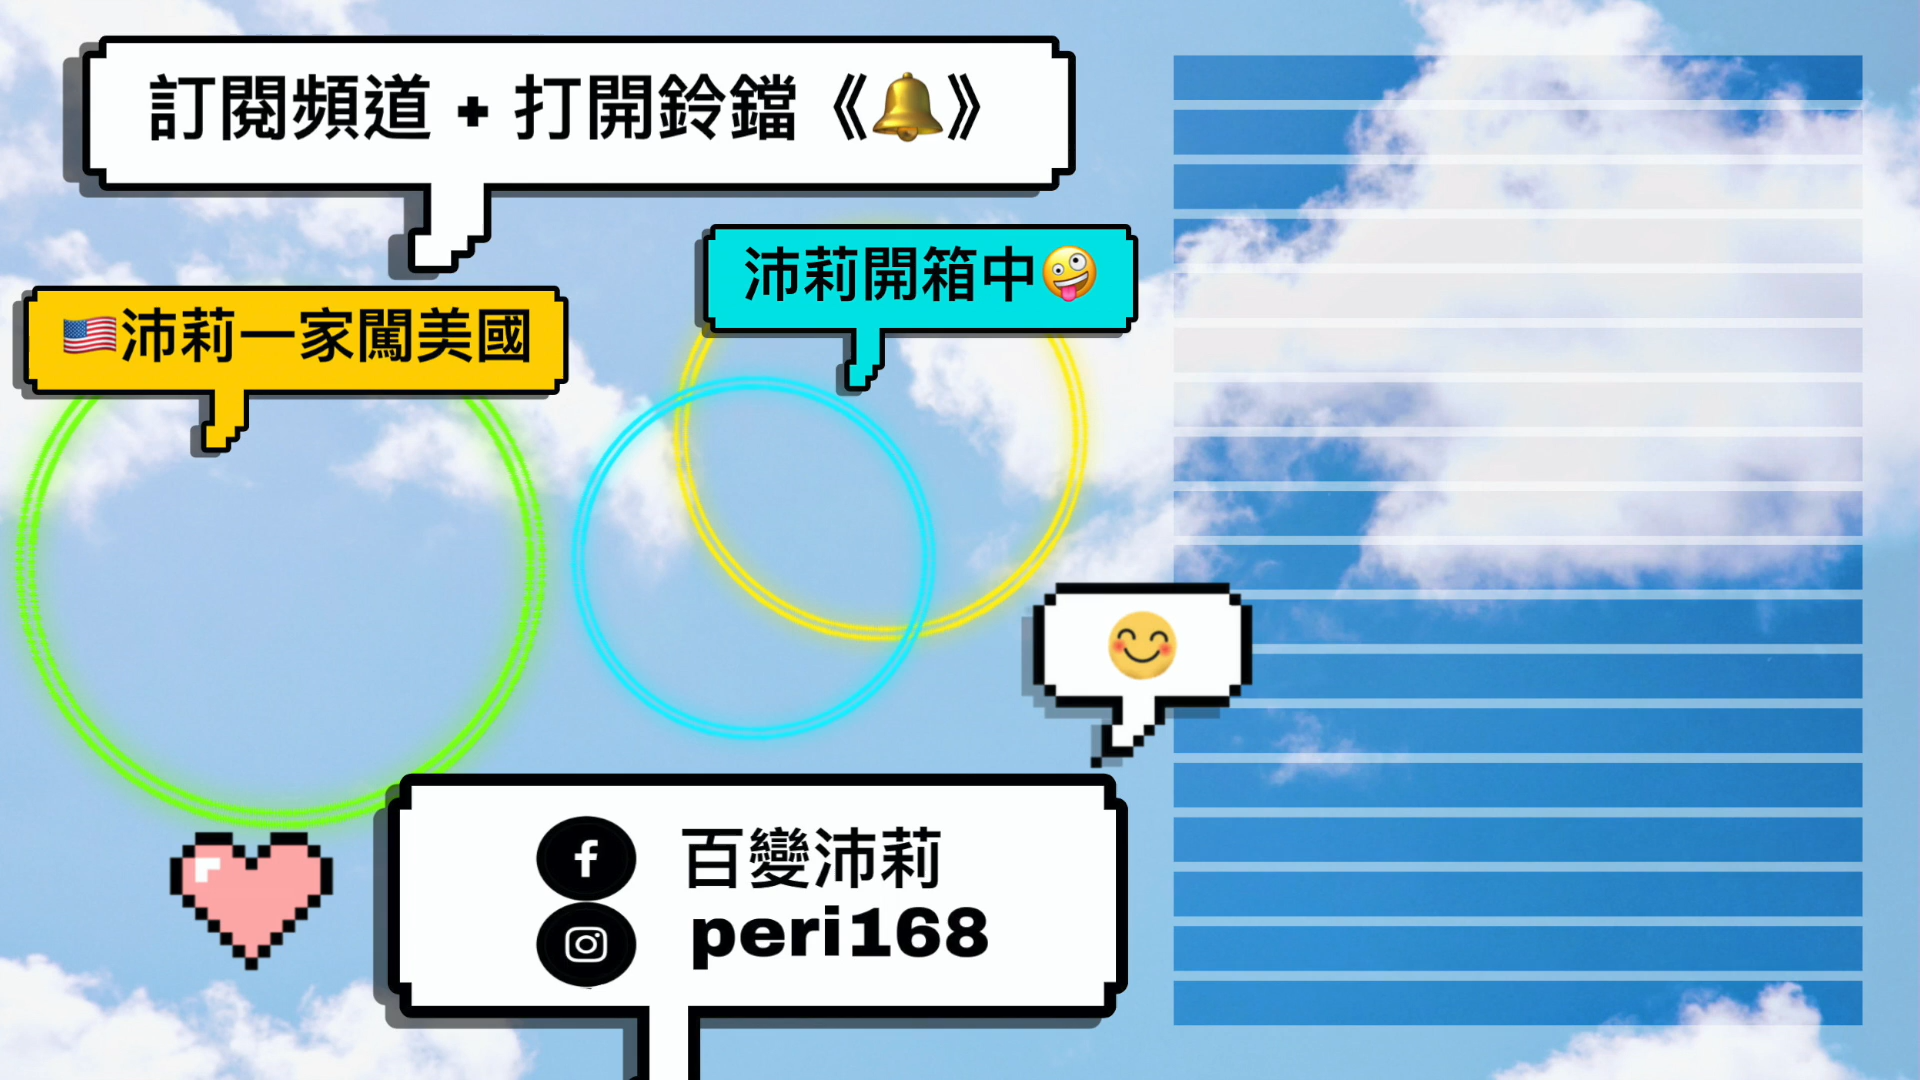 訂閱頻道 + 打開鈴鐺《🔔》
沛莉開箱中🤪
🇺🇸沛莉一家闖美國
😊
百變沛莉
peri168